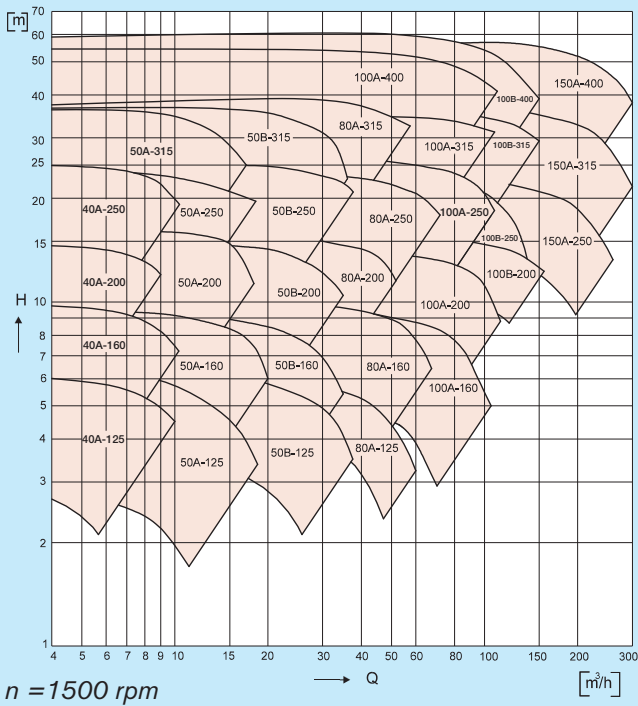 70
[m]
60
50
40
30
25
20
15
H
10
8
7
6
5
4
3
2
1
100A-400
100B-400
150A-400
80A-315
50B-315
50A-315
100A-315
100B-315
150A-315
40A-250
50A-250
50B-250
80A-250
100A-250
100B-250
150A-250
40A-200
50A-200
50B-200
80A-200
100A-200
100B-200
40A-160
50A-160
50B-160
80A-160
100A-160
40A-125
50A-125
50B-125
80A-125
4 5 6 7 8 9 10 15 20 30 40 50 60 80 100 150 200 300
Q
[m³/h]
n =1500 rpm